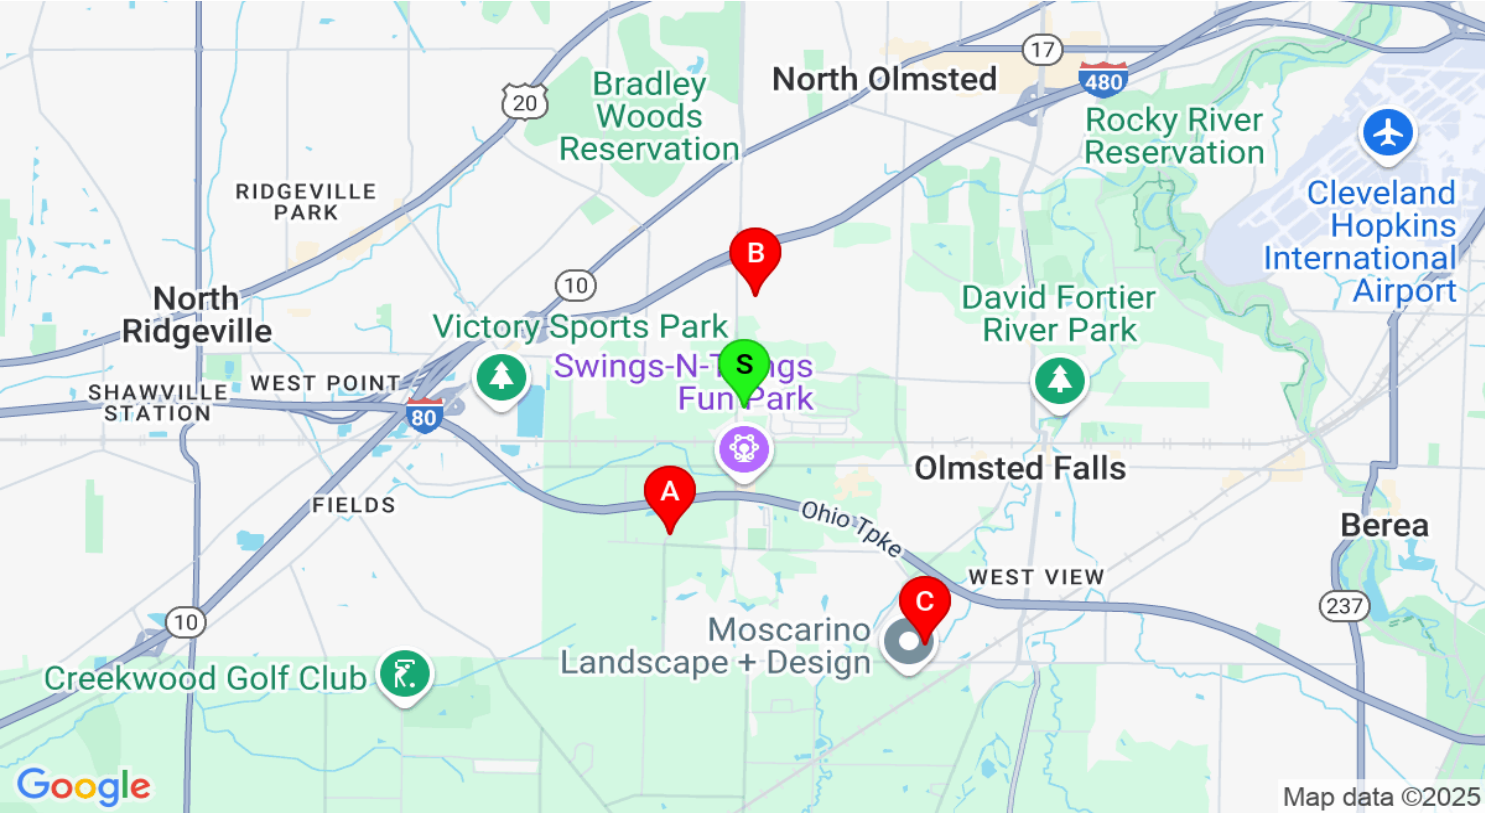 17
North Olmsted
480
Bradley
Woods
Reservation
20
Rocky River
Reservation
RIDGEVILLE
PARK
Cleveland
Hopkins
International
Airport
B
10
North
Ridgeville
David Fortier
River Park
Victory Sports Park
S
Swings-N-Things
Fun Park
SHAWVILLE
STATION
WEST POINT
80
Olmsted Falls
A
FIELDS
Ohio Tpke
Berea
WEST VIEW
C
237
10
Moscarino
Landscape + Design
Creekwood Golf Club
Google
Map data ©2025